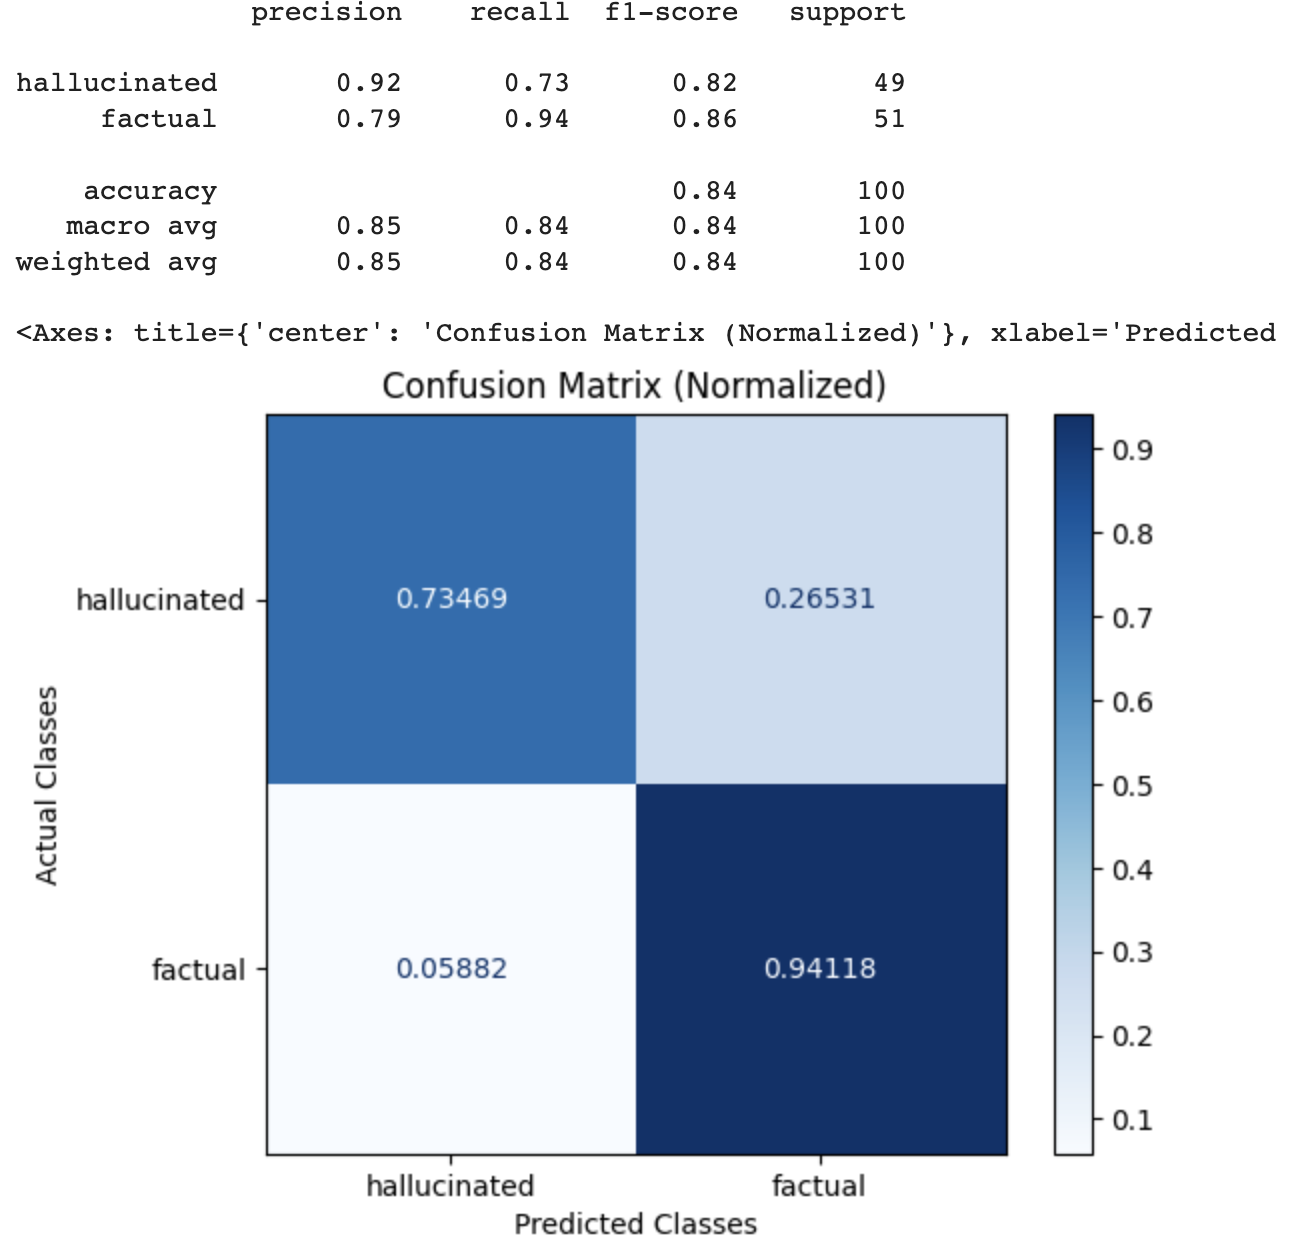 precision recall f1-score support
hallucinated 0.92 0.73 0.82 49
factual 0.79 0.94 0.86 51
accuracy 0.84 100
macro avg 0.85 0.84 0.84 100
weighted avg 0.85 0.84 0.84 100
<Axes: title={'center': 'Confusion Matrix (Normalized)'}, xlabel='Predicted
Confusion Matrix (Normalized)
hallucinated
0.73469 0.26531
factual
0.05882 0.94118
Actual Classes
hallucinated factual
Predicted Classes
0.9
0.8
0.7
0.6
0.5
0.4
0.3
0.2
0.1